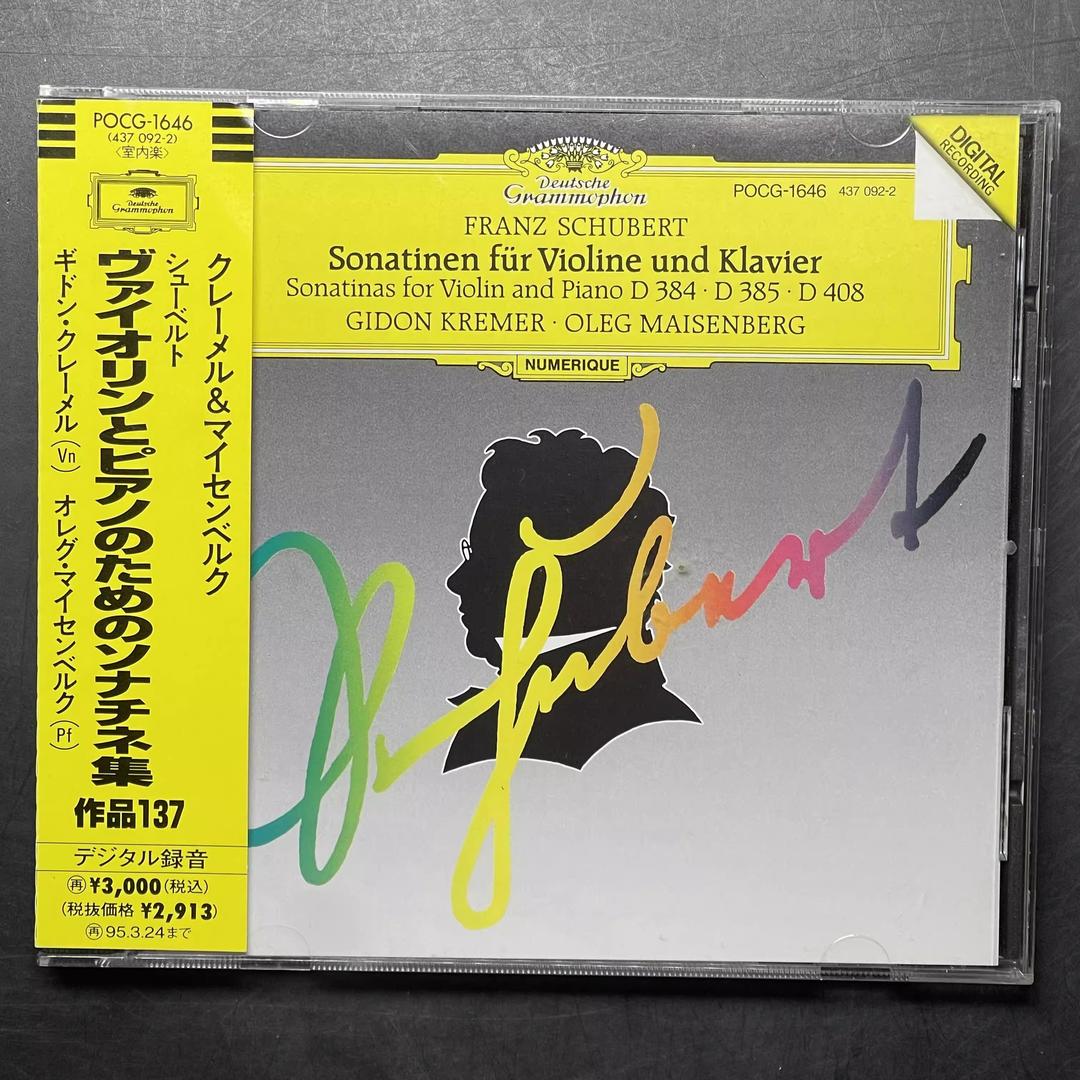 POCG-1646
(437 092-2)
〈室内楽〉
Deutsche
Grammophon
クレーメル&マイセンベルク
シューベルト
ヴァイオリンとピアノのためのソナチネ集
作品137
ギドン・クレーメル(Vn) オレグ・マイセンベルク(Pf)
デジタル録音
再 ¥3,000(税込)
(税抜価格 ¥2,913)
再 95.3.24まで
Deutsche
Grammophon
POCG-1646 437 092-2
DIGITAL
RECORDING
FRANZ SCHUBERT
Sonatinen für Violine und Klavier
Sonatinas for Violin and Piano D 384 · D 385 · D 408
GIDON KREMER · OLEG MAISENBERG
NUMERIQUE